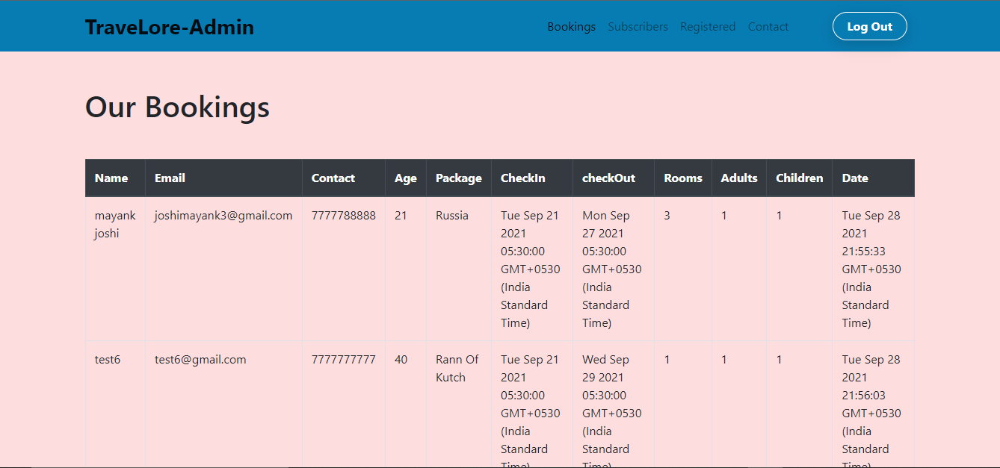 TraveLore-Admin
Bookings Subscribers Registered Contact Log Out
Our Bookings
Name Email Contact Age Package CheckIn checkOut Rooms Adults Children Date
mayank joshimayank3@gmail.com 7777788888 21 Russia Tue Sep 21 Mon Sep 3 1 1 Tue Sep 28
joshi 2021 27 2021 2021
05:30:00 05:30:00 21:55:33
GMT+0530 GMT+0530 GMT+0530
(India (India (India
Standard Standard Standard
Time) Time) Time)
test6 test6@gmail.com 7777777777 40 Rann Of Tue Sep 21 Wed Sep 1 1 1 Tue Sep 28
Kutch 2021 29 2021 2021
05:30:00 05:30:00 21:56:03
GMT+0530 GMT+0530 GMT+0530
(India (India (India
Standard Standard Standard
Time) Time) Time)